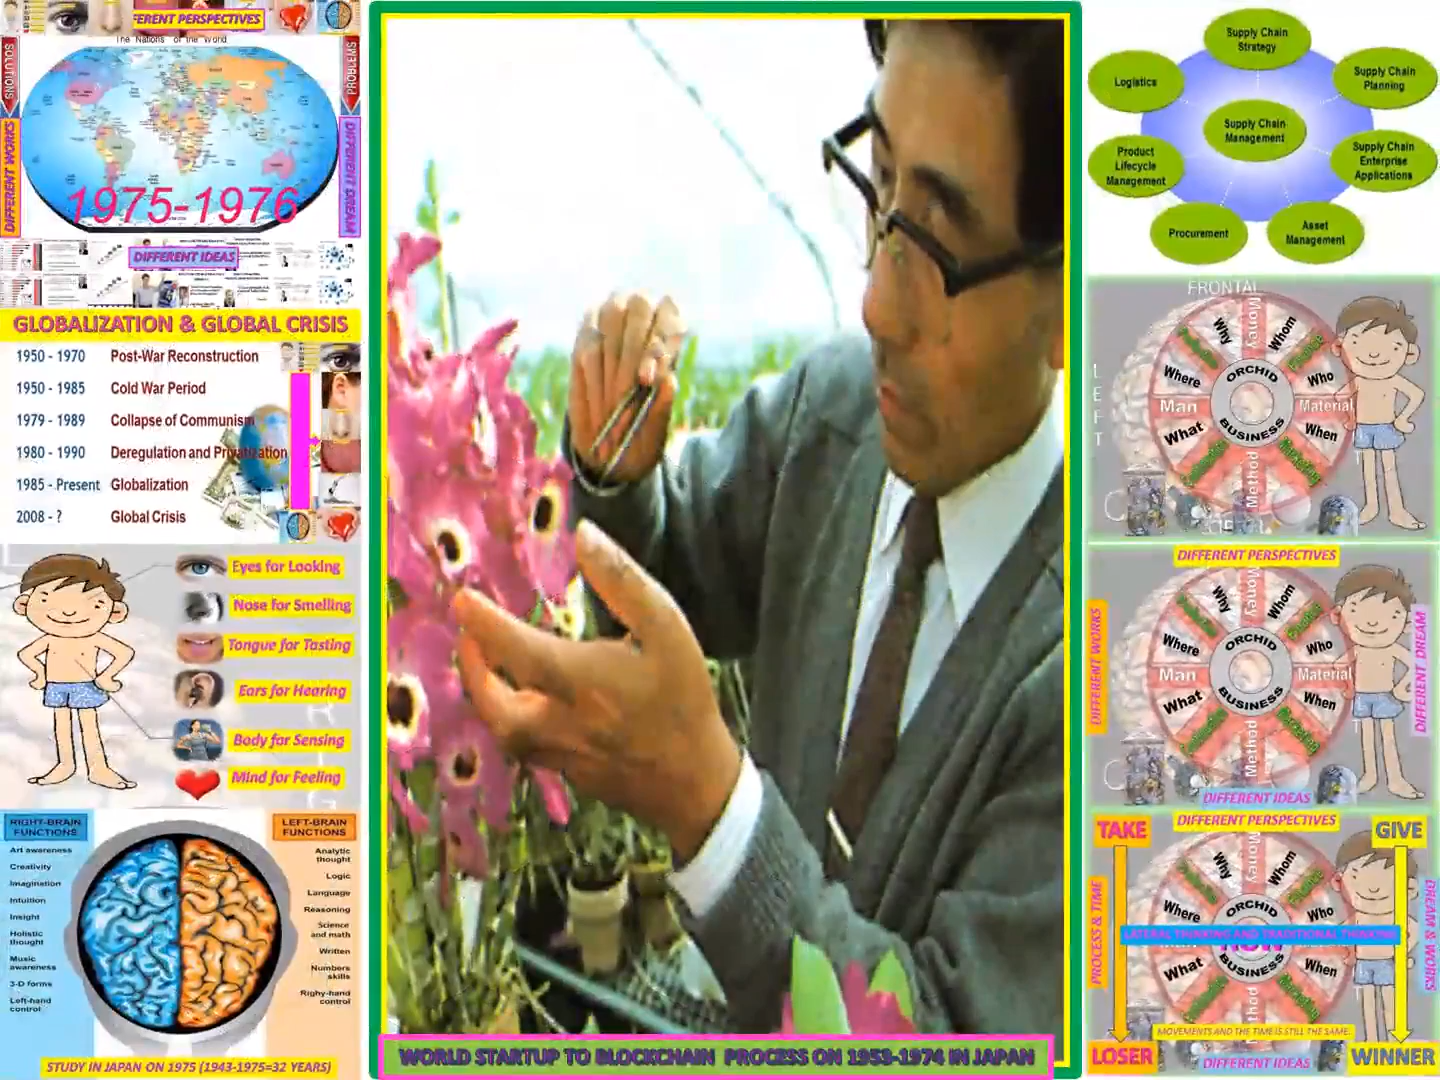 DIFFERENT PERSPECTIVES
The Nations of the World
SOLUTIONS
PROBLEMS
DIFFERENT WORKS
DIFFERENT DREAM
1975-1976
DIFFERENT IDEAS
GLOBALIZATION & GLOBAL CRISIS
1950 - 1970 Post-War Reconstruction
1950 - 1985 Cold War Period
1979 - 1989 Collapse of Communism
1980 - 1990 Deregulation and Privatization
1985 - Present Globalization
2008 - ? Global Crisis
Eyes for Looking
Nose for Smelling
Tongue for Tasting
Ears for Hearing
Body for Sensing
Mind for Feeling
RIGHT-BRAIN
FUNCTIONS
Art awareness
Creativity
Imagination
Intuition
Insight
Holistic
thought
Music
awareness
3-D forms
Left-hand
control
LEFT-BRAIN
FUNCTIONS
Analytic
thought
Logic
Language
Reasoning
Science
and math
Written
Numbers
skills
Righy-hand
control
STUDY IN JAPAN ON 1975 (1943-1975=32 YEARS)
WORLD STARTUP TO BLOCKCHAIN PROCESS ON 1953-1974 IN JAPAN
Supply Chain
Strategy
Logistics
Supply Chain
Planning
Supply Chain
Management
Product
Lifecycle
Management
Supply Chain
Enterprise
Applications
Procurement
Asset
Management
FRONTAL
LEFT
Why
Money
Whom
Finance
Where
ORCHID
Who
Man
Material
What
BUSINESS
When
Method
DIFFERENT PERSPECTIVES
DIFFERENT WORKS
DIFFERENT DREAM
Why
Money
Whom
Where
ORCHID
Who
Man
Material
What
BUSINESS
When
Method
DIFFERENT IDEAS
DIFFERENT PERSPECTIVES
TAKE
GIVE
Why
Money
Whom
Where
ORCHID
Who
PROCESS & TIME
DREAM & WORKS
LATERAL THINKING AND TRADITIONAL THINKING
What
BUSINESS
When
Method
MOVEMENTS AND THE TIME IS STILL THE SAME.
LOSER
DIFFERENT IDEAS
WINNER